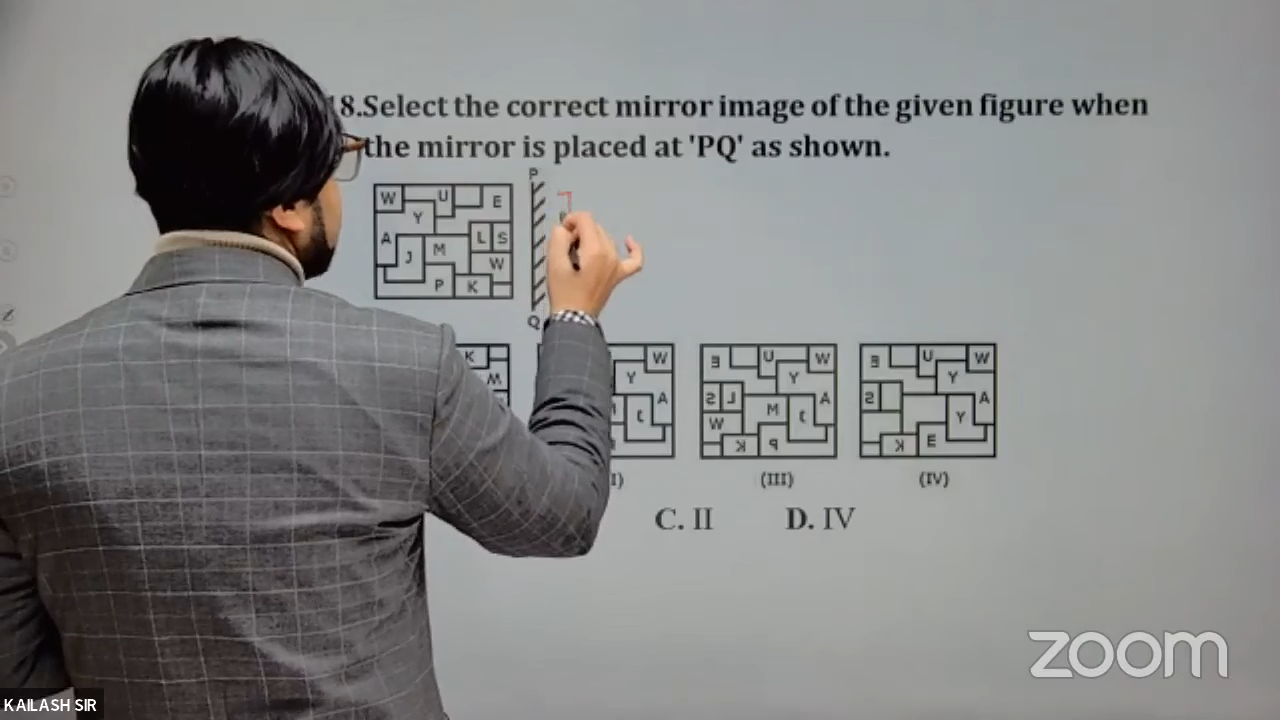 18.Select the correct mirror image of the given figure when
the mirror is placed at 'PQ' as shown.
P
W U E
Y
A J M L S
W
P K
Q
K
W
W
Y
A
J
E U W
Y
S L A
M J
W
K P
E U W
Y
S A
Y
K E
(III) (IV)
C. II D. IV
zoom
KAILASH SIR